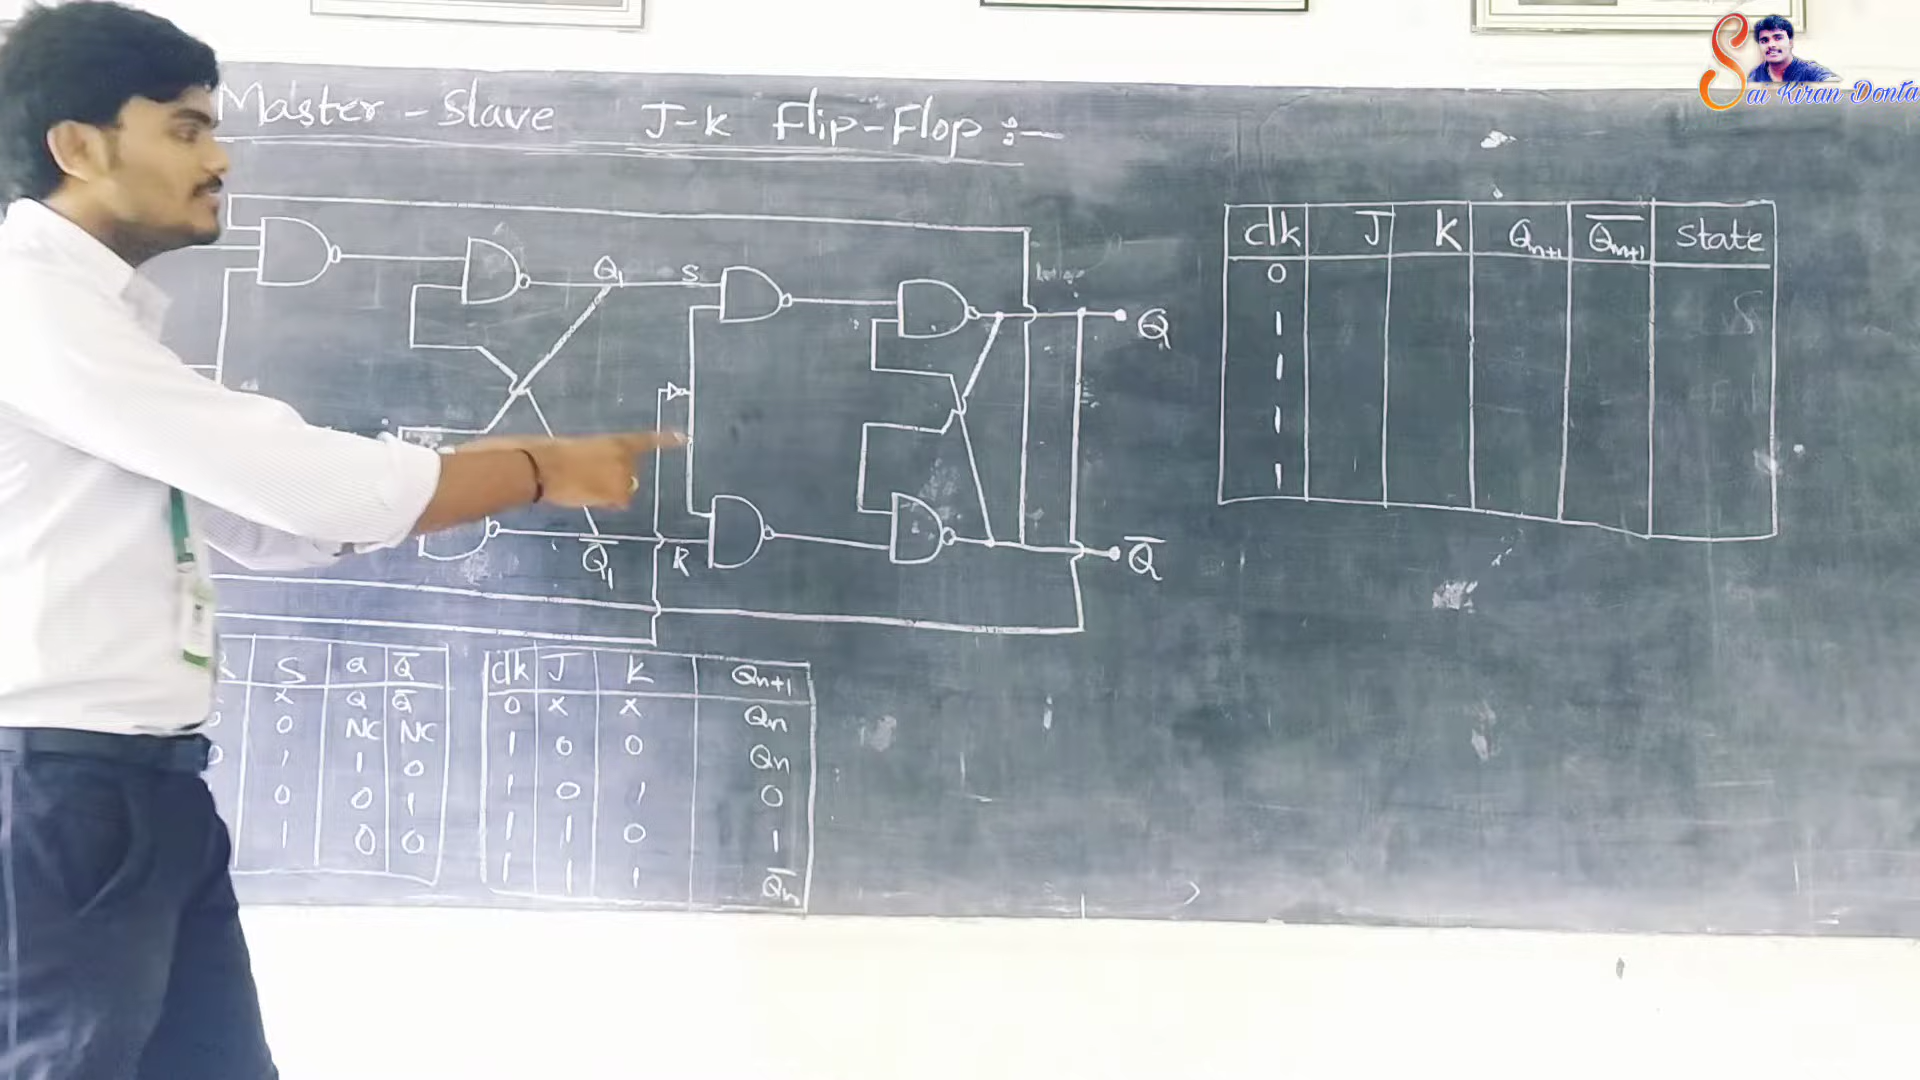 Master - Slave J-K Flip-Flop :-
Sai Kiran Donta
Q1 S
Q
Q̅1 R
Q̅
clk J K Qn+1 Q̅n+1 State
0
1
1
1
1
S Q Q̅
X Q Q̅
0 0 NC NC
0 1 1 0
0 0 1
1 0 0
clk J K Qn+1
0 X X Qn
1 0 0 Qn
1 0 1 0
1 1 0 1
1 1 1 Q̅n